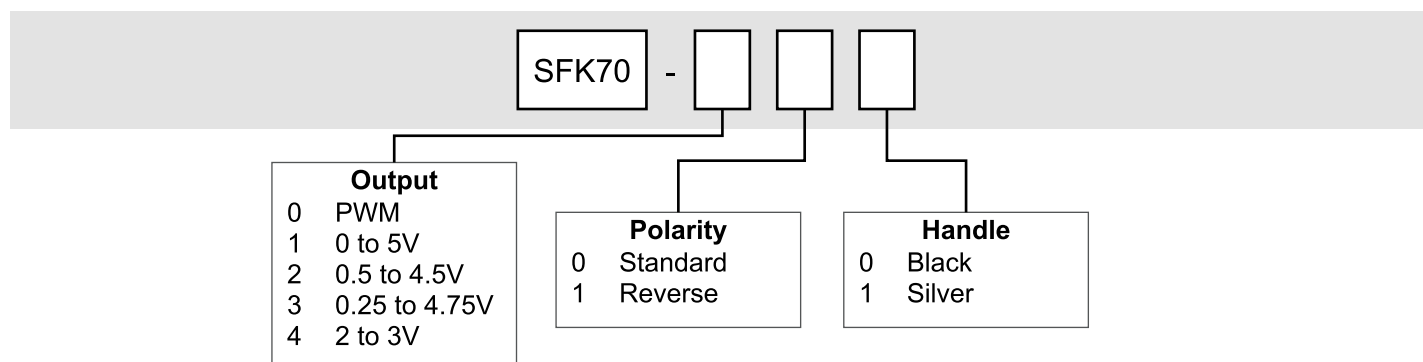 SFK70 -
Output
0 PWM
1 0 to 5V
2 0.5 to 4.5V
3 0.25 to 4.75V
4 2 to 3V
Polarity
0 Standard
1 Reverse
Handle
0 Black
1 Silver